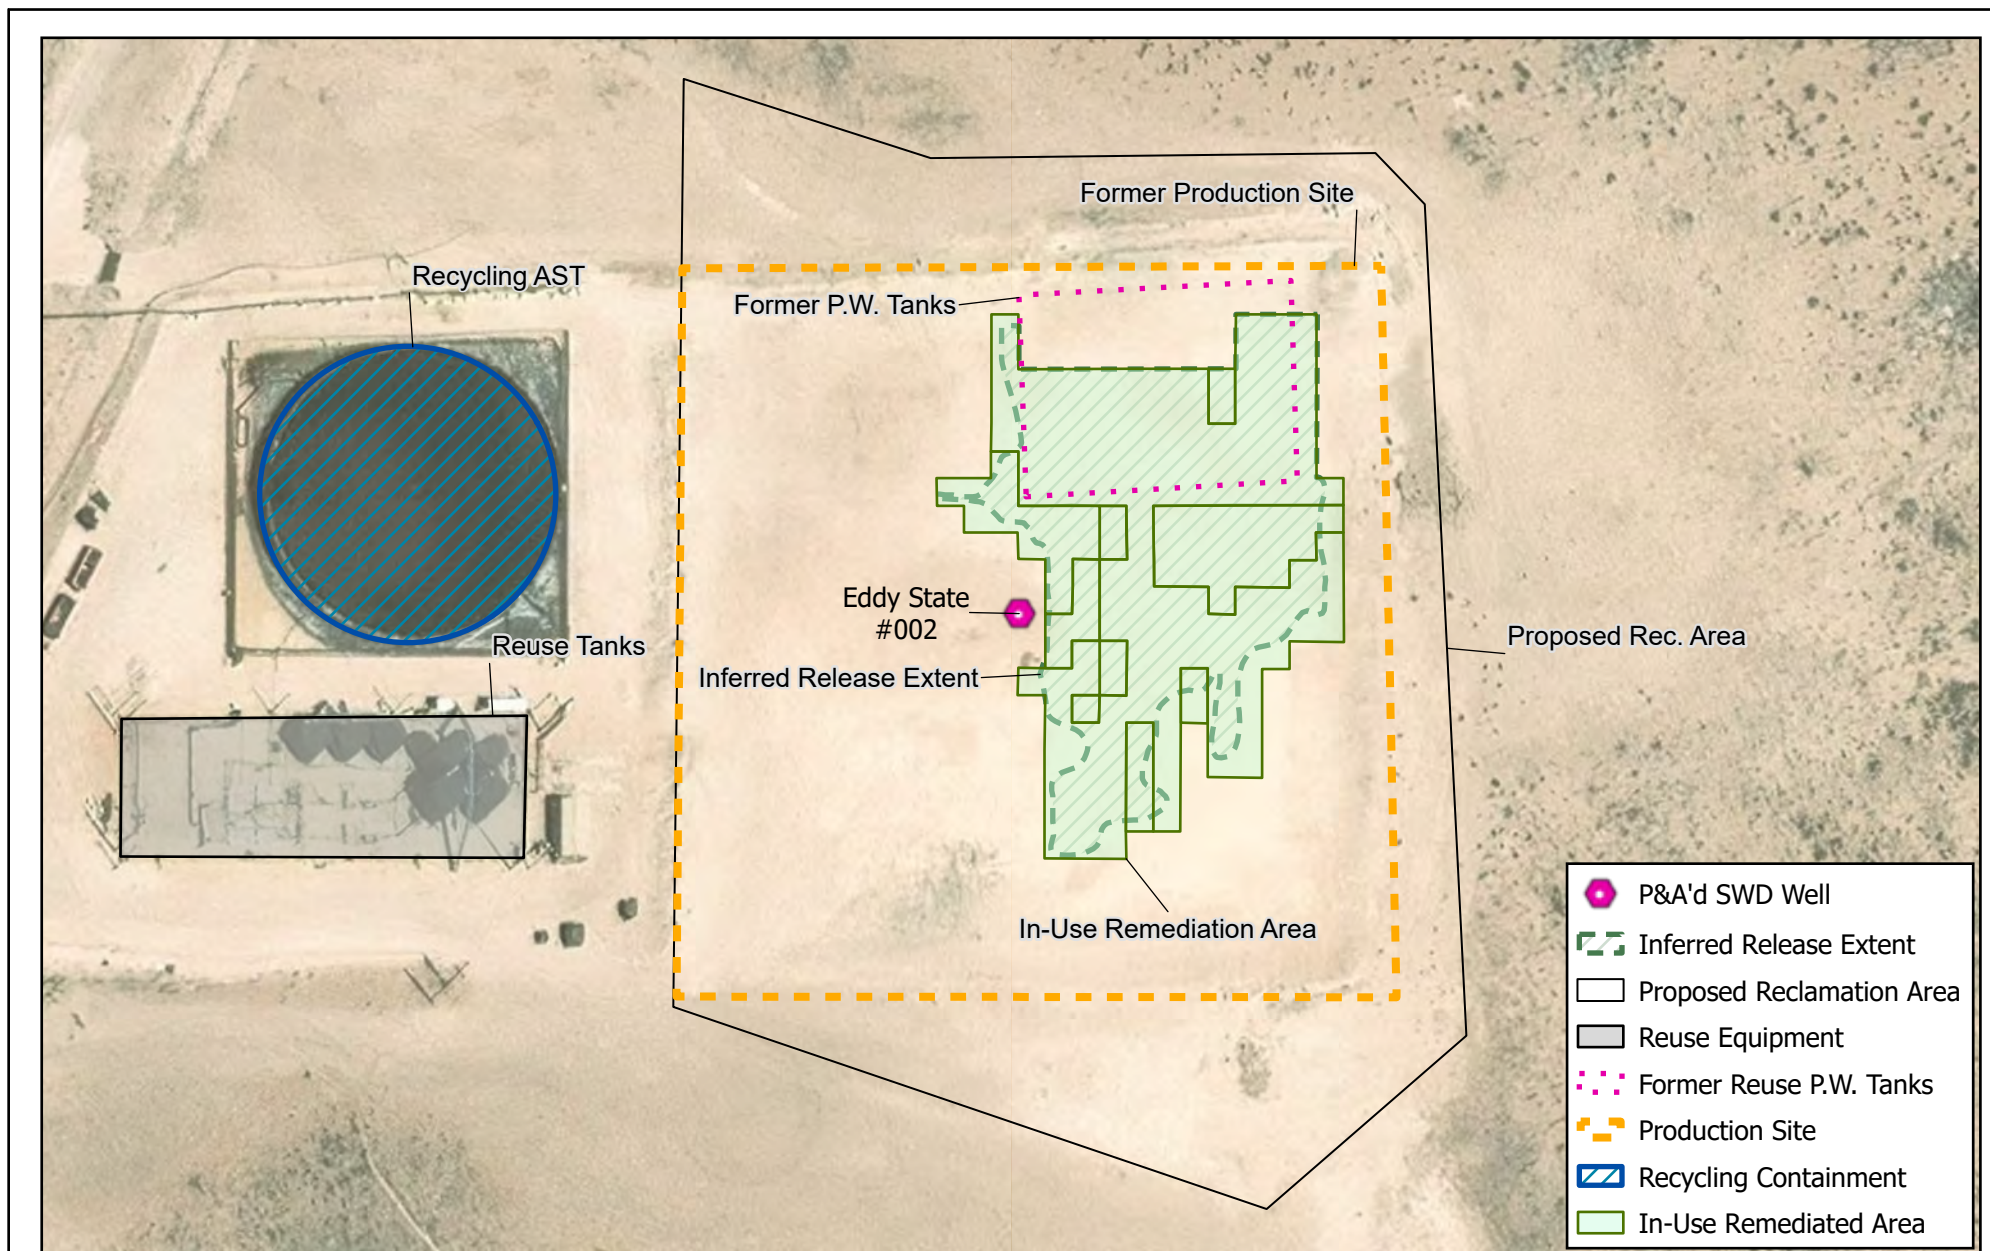 Former Production Site
Recycling AST
Former P.W. Tanks
Eddy State
#002
Reuse Tanks
Inferred Release Extent
Proposed Rec. Area
In-Use Remediation Area
P&A'd SWD Well
Inferred Release Extent
Proposed Reclamation Area
Reuse Equipment
Former Reuse P.W. Tanks
Production Site
Recycling Containment
In-Use Remediated Area